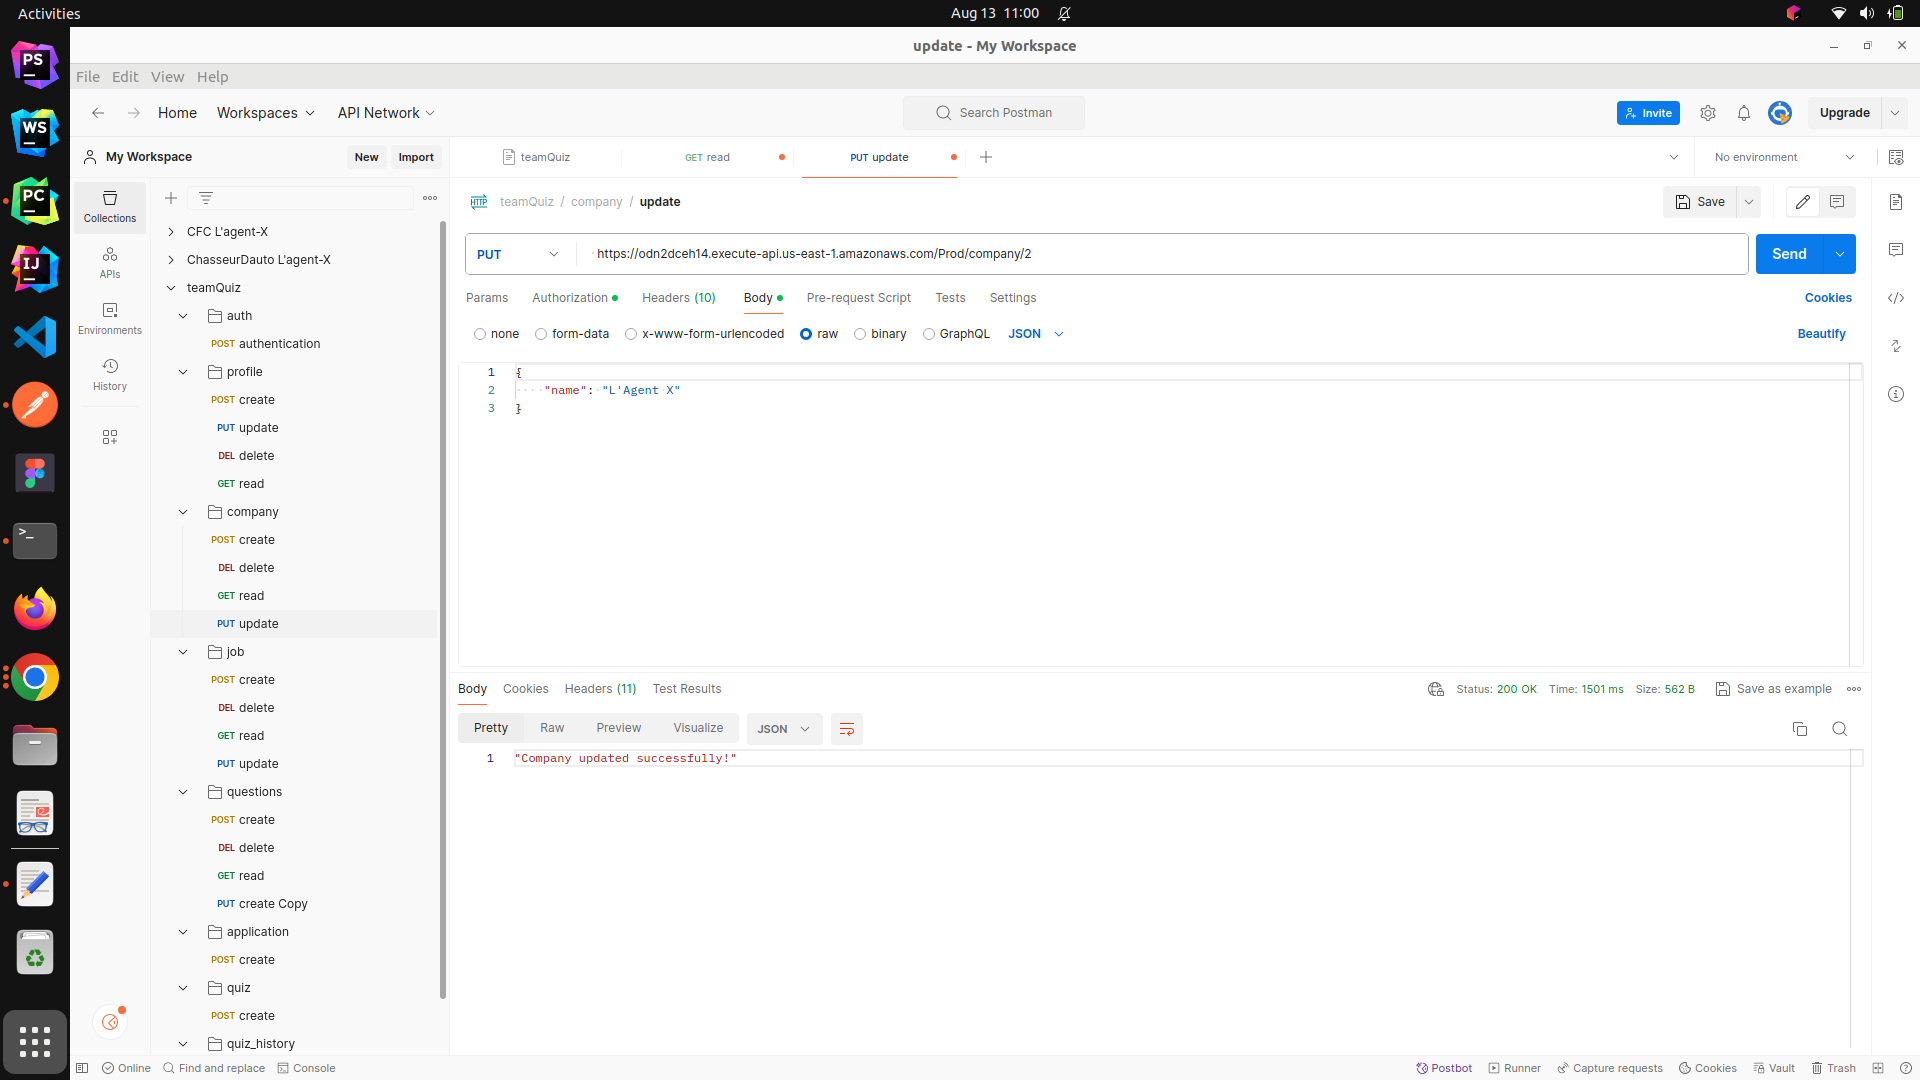 Activities
Aug 13 11:00
update - My Workspace
File Edit View Help
Home Workspaces API Network
Search Postman
Invite
Upgrade
My Workspace
New Import
teamQuiz
GET read
PUT update
No environment
Collections
APIs
Environments
History
CFC L'agent-X
ChasseurDauto L'agent-X
teamQuiz
auth
POST authentication
profile
POST create
PUT update
DEL delete
GET read
company
POST create
DEL delete
GET read
PUT update
job
POST create
DEL delete
GET read
PUT update
questions
POST create
DEL delete
GET read
PUT create Copy
application
POST create
quiz
POST create
quiz_history
HTTP teamQuiz / company / update
Save
PUT https://odn2dceh14.execute-api.us-east-1.amazonaws.com/Prod/company/2
Send
Params Authorization Headers (10) Body Pre-request Script Tests Settings
Cookies
none form-data x-www-form-urlencoded raw binary GraphQL JSON
Beautify
1 {
2 "name": "L'Agent X"
3 }
Body Cookies Headers (11) Test Results
Status: 200 OK Time: 1501 ms Size: 562 B Save as example
Pretty Raw Preview Visualize JSON
1 "Company updated successfully!"
Online Find and replace Console
Postbot Runner Capture requests Cookies Vault Trash
PS
WS
PC
IJ
>_